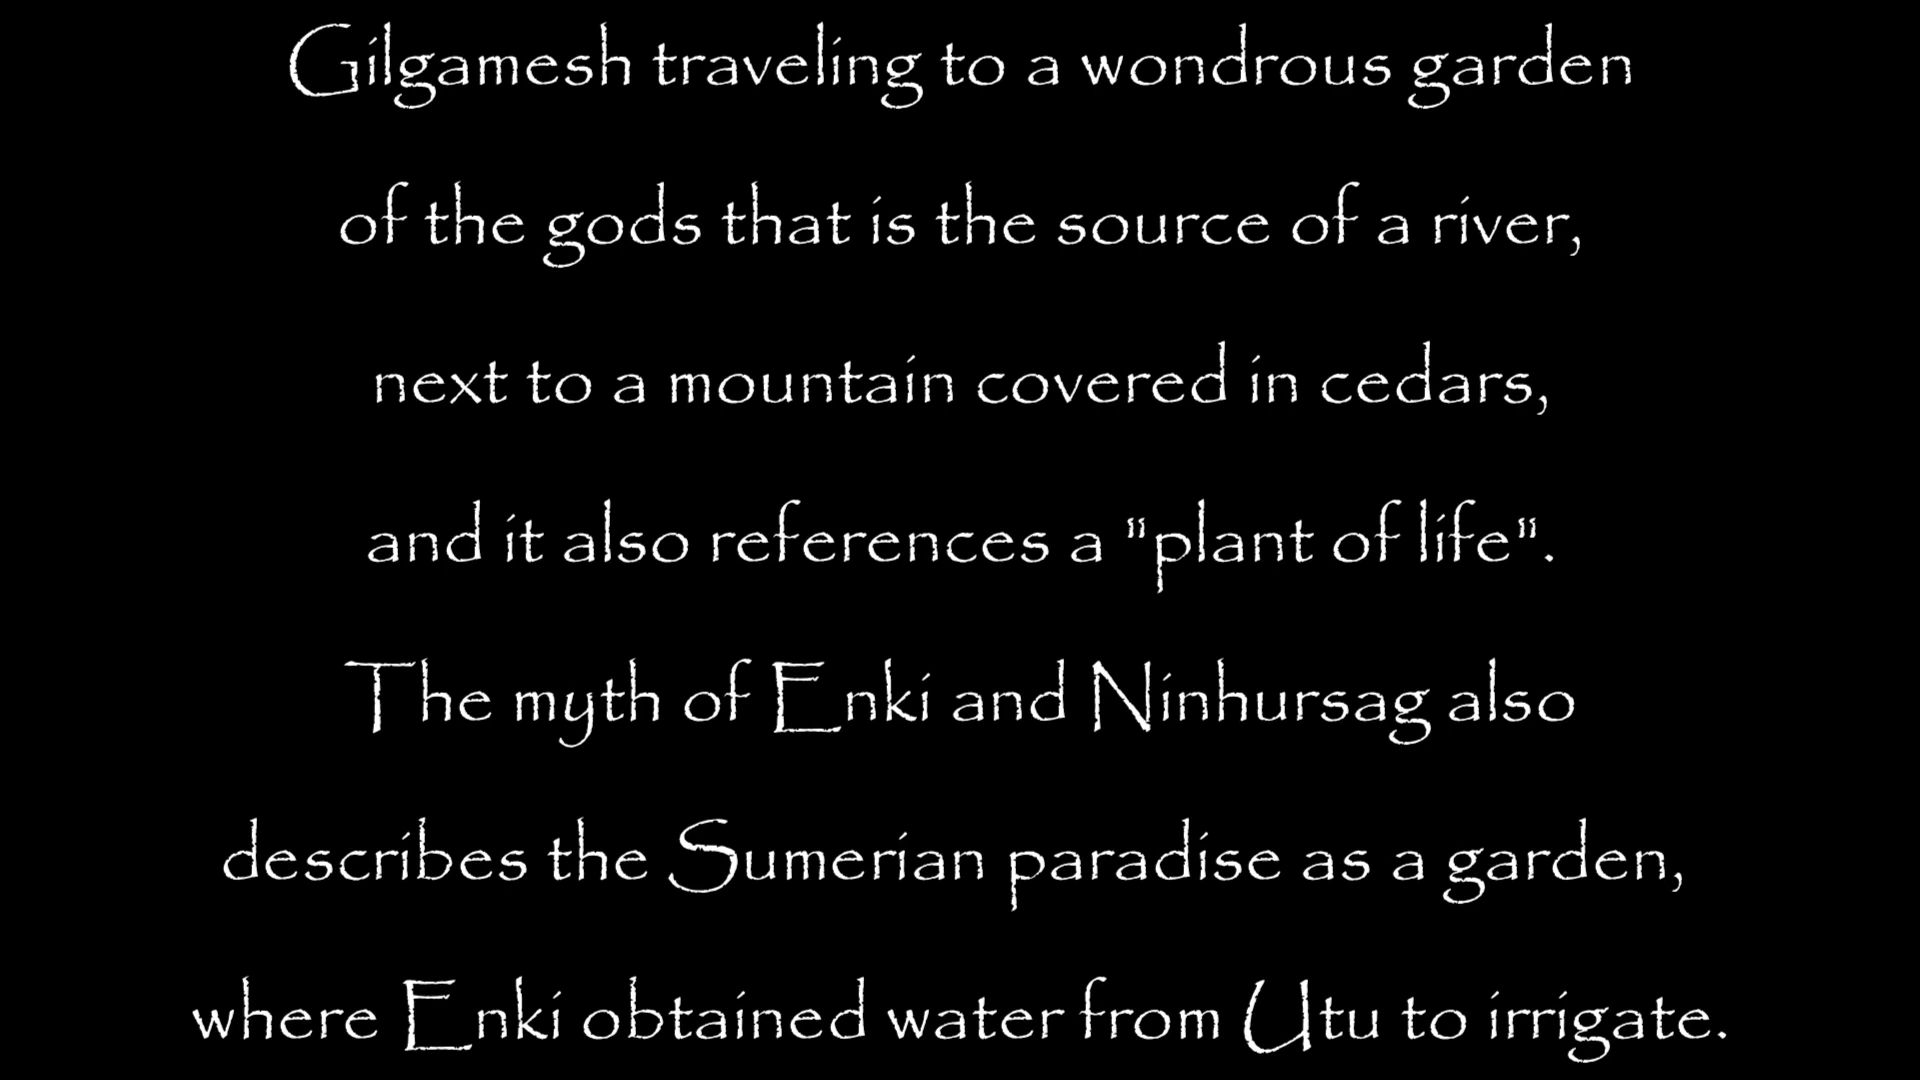 Gilgamesh traveling to a wondrous garden
of the gods that is the source of a river,
next to a mountain covered in cedars,
and it also references a "plant of life".
The myth of Enki and Ninhursag also
describes the Sumerian paradise as a garden,
where Enki obtained water from Utu to irrigate.